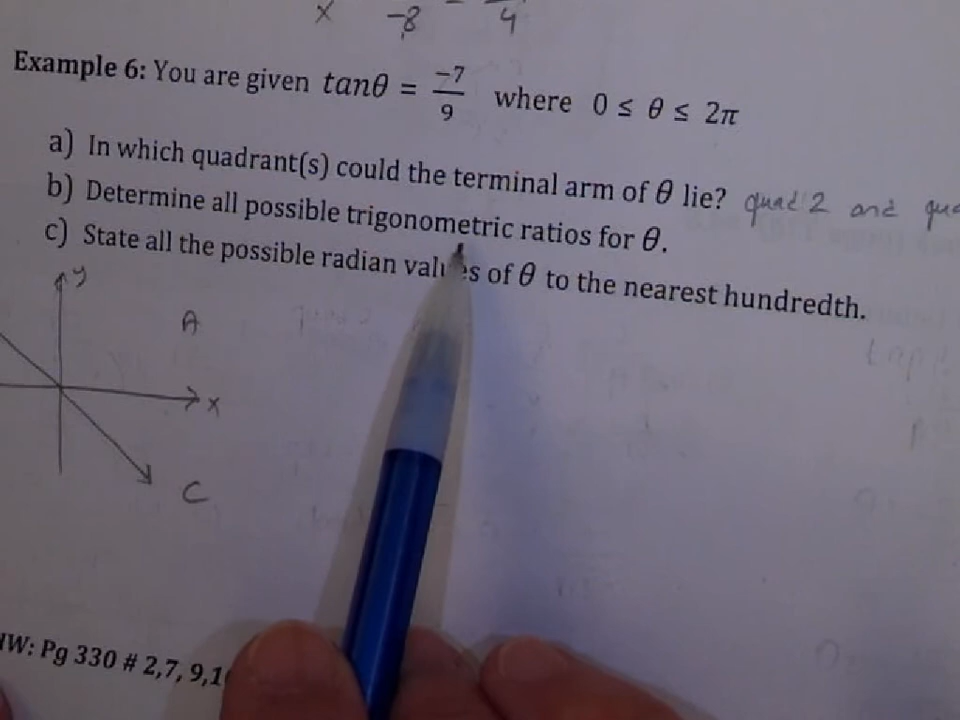 x -8 4
Example 6: You are given tanθ = -7/9 where 0 ≤ θ ≤ 2π
a) In which quadrant(s) could the terminal arm of θ lie? quad 2 and
b) Determine all possible trigonometric ratios for θ.
c) State all the possible radian values of θ to the nearest hundredth.
y
A
x
C
Pg 330 # 2,7, 9,1